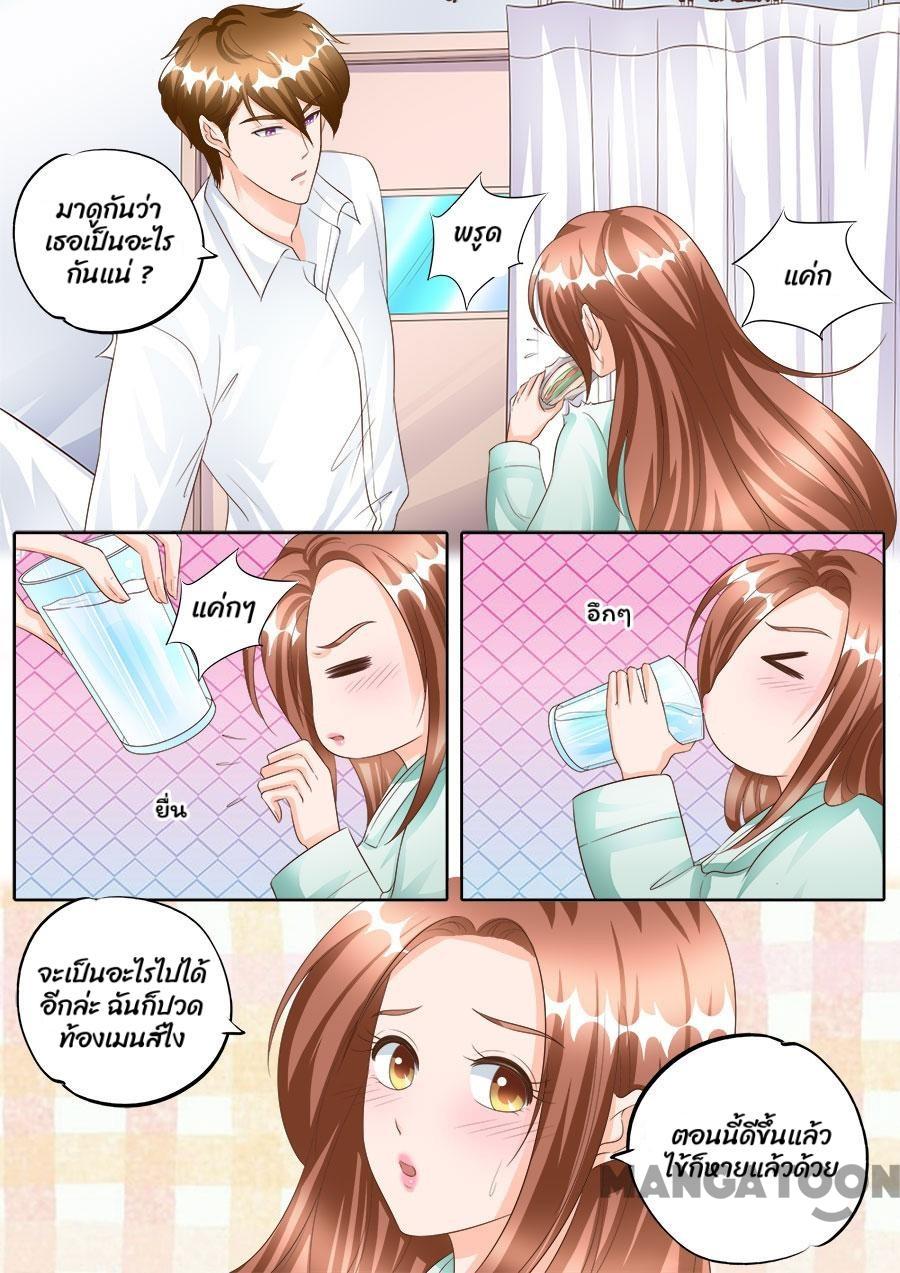 มาดูกันว่า
เธอเป็นอะไร
กันแน่ ?
พรูด
แค่ก
แค่กๆ
ยื่น
อึกๆ
จะเป็นอะไรไปได้
อีกล่ะ ฉันก็ปวด
ท้องเมนส์ไง
ตอนนี้ดีขึ้นแล้ว
ไข้ก็หายแล้วด้วย
MANGATOON